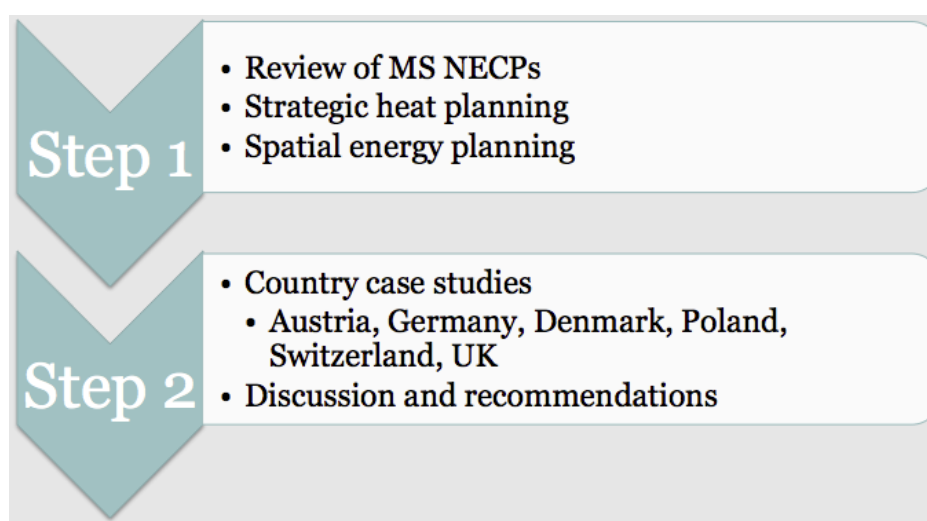 Step 1
• Review of MS NECPs
• Strategic heat planning
• Spatial energy planning
Step 2
• Country case studies
• Austria, Germany, Denmark, Poland,
Switzerland, UK
• Discussion and recommendations